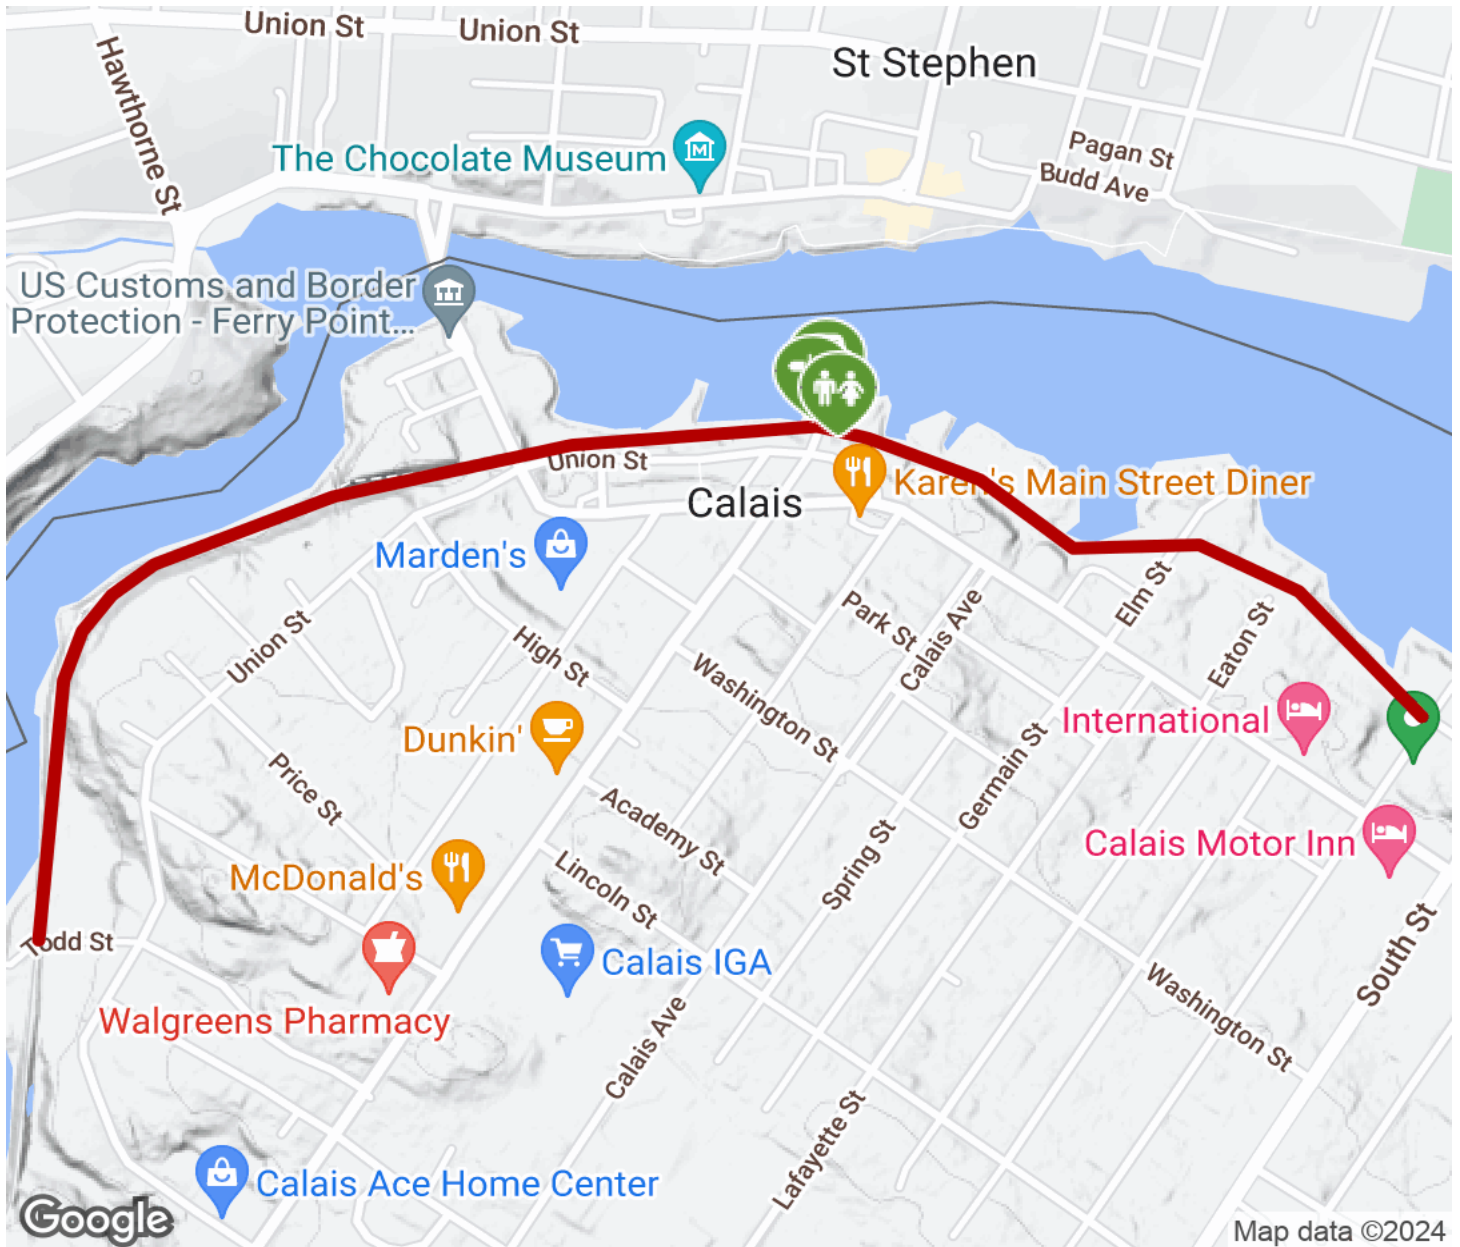 Union St
Union St
St Stephen
Hawthorne St
Pagan St
Budd Ave
The Chocolate Museum
US Customs and Border
Protection - Ferry Point...
Union St
Karen's Main Street Diner
Calais
Marden's
Elm St
Park St
Calais Ave
Eaton St
Union St
High St
Washington St
International
Dunkin'
Germain St
Price St
Academy St
Calais Motor Inn
McDonald's
Lincoln St
Spring St
Todd St
Calais IGA
South St
Walgreens Pharmacy
Washington St
Calais Ave
Lafayette St
Calais Ace Home Center
Google
Map data ©2024